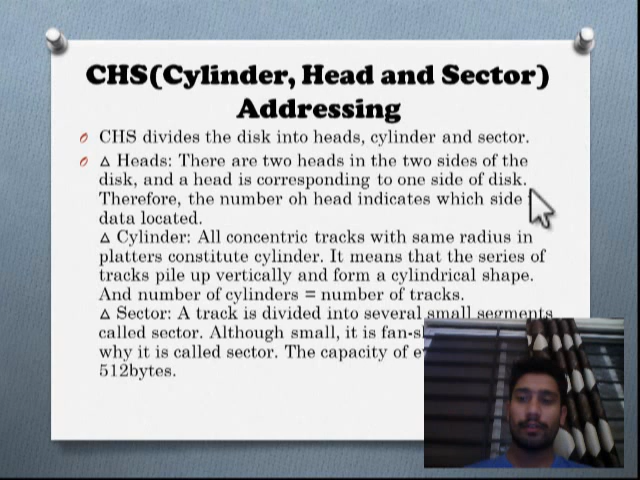 CHS(Cylinder, Head and Sector)
Addressing
CHS divides the disk into heads, cylinder and sector.
Δ Heads: There are two heads in the two sides of the
disk, and a head is corresponding to one side of disk.
Therefore, the number oh head indicates which side
data located.
Δ Cylinder: All concentric tracks with same radius in
platters constitute cylinder. It means that the series of
tracks pile up vertically and form a cylindrical shape.
And number of cylinders = number of tracks.
Δ Sector: A track is divided into several small segments
called sector. Although small, it is
why it is called sector. The capacity of
512bytes.